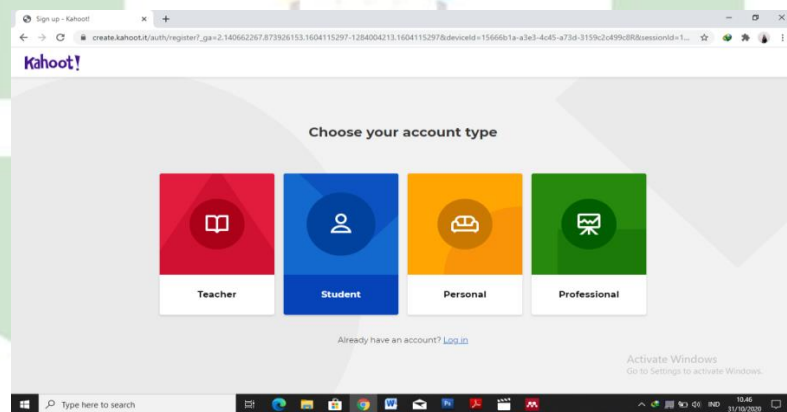 Sign up - Kahoot!
create.kahoot.it/auth/register?_ga=2.140662267.873926153.1604115297-1284004213.1604115297&deviceId=15666b1a-a3e3-4c45-a73d-3159c2c499c8R&sessionId=1...
Kahoot!
Choose your account type
Teacher Student Personal Professional
Already have an account? Log in
Activate Windows
Go to Settings to activate Windows.
Type here to search
IND
10.46
31/10/2020